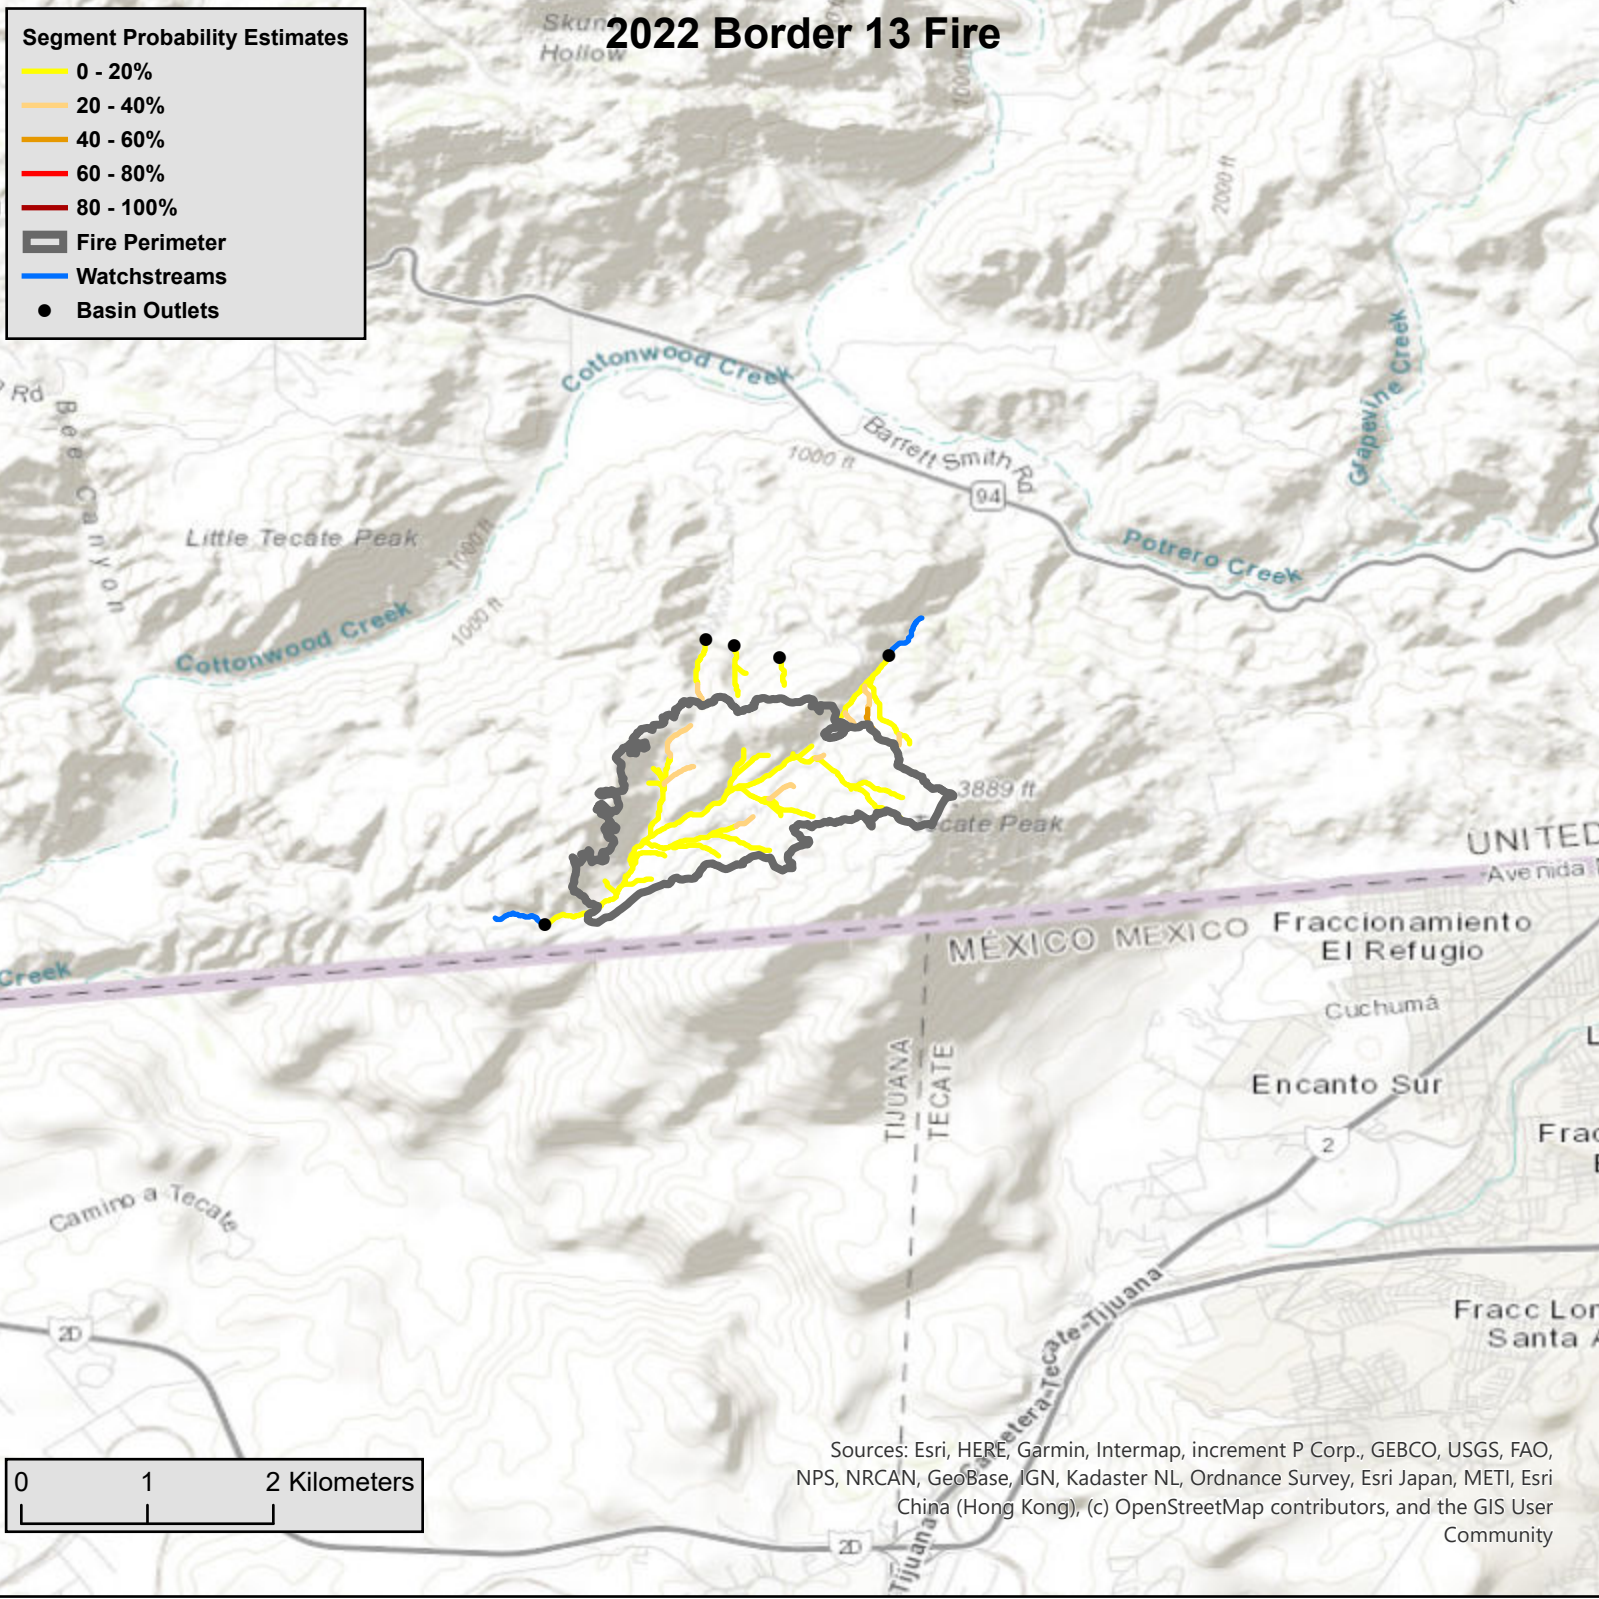 2022 Border 13 Fire
Segment Probability Estimates
0 - 20%
20 - 40%
40 - 60%
60 - 80%
80 - 100%
Fire Perimeter
Watchstreams
Basin Outlets
Hollow
1000 ft
2000 ft
Cottonwood Creek
Grapevine Creek
Rd
Bee Canyon
Barrett Smith Rd
1000 ft
94
Little Tecate Peak
1000 ft
Potrero Creek
1000 ft
Cottonwood Creek
3889 ft
Tecate Peak
UNITED
Avenida
MÉXICO MEXICO
Fraccionamiento
El Refugio
Creek
Cuchumá
TIJUANA
TECATE
Encanto Sur
2
Camino a Tecate
Carretera-Tecate-Tijuana
Santa
2D
2D
Tijuana
0 1 2 Kilometers
Sources: Esri, HERE, Garmin, Intermap, increment P Corp., GEBCO, USGS, FAO,
NPS, NRCAN, GeoBase, IGN, Kadaster NL, Ordnance Survey, Esri Japan, METI, Esri
China (Hong Kong), (c) OpenStreetMap contributors, and the GIS User
Community